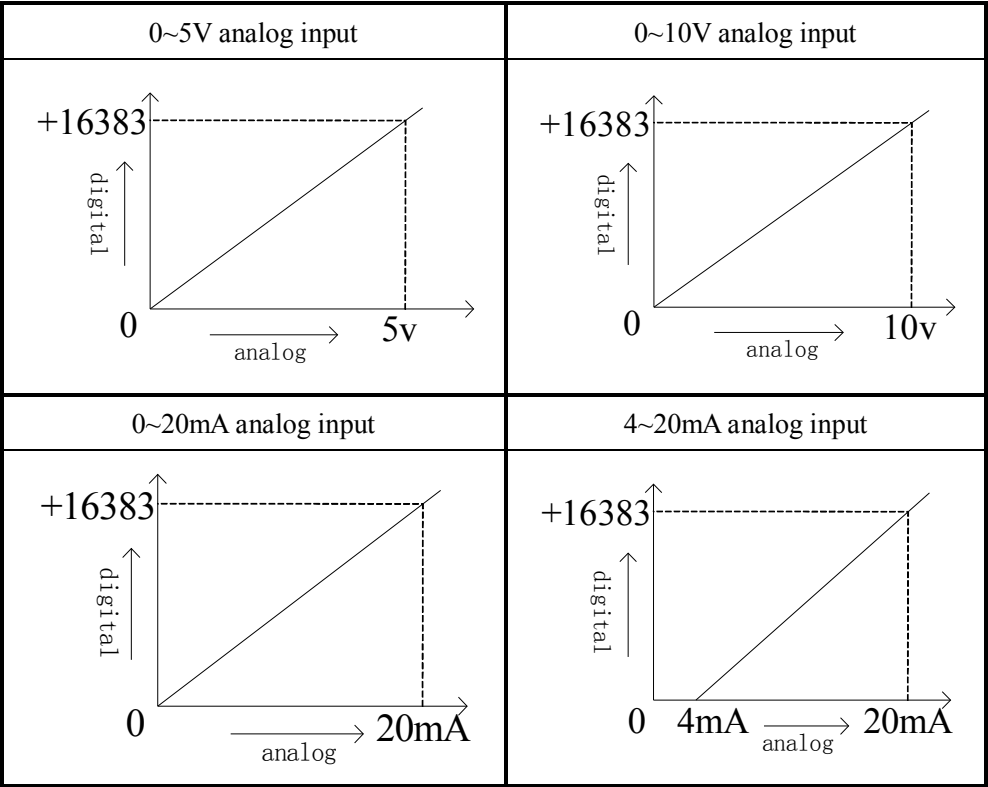 0~5V analog input
+16383
digital
0
5v
analog
0~10V analog input
+16383
digital
0
10v
analog
0~20mA analog input
+16383
digital
0
20mA
analog
4~20mA analog input
+16383
digital
0 4mA
20mA
analog